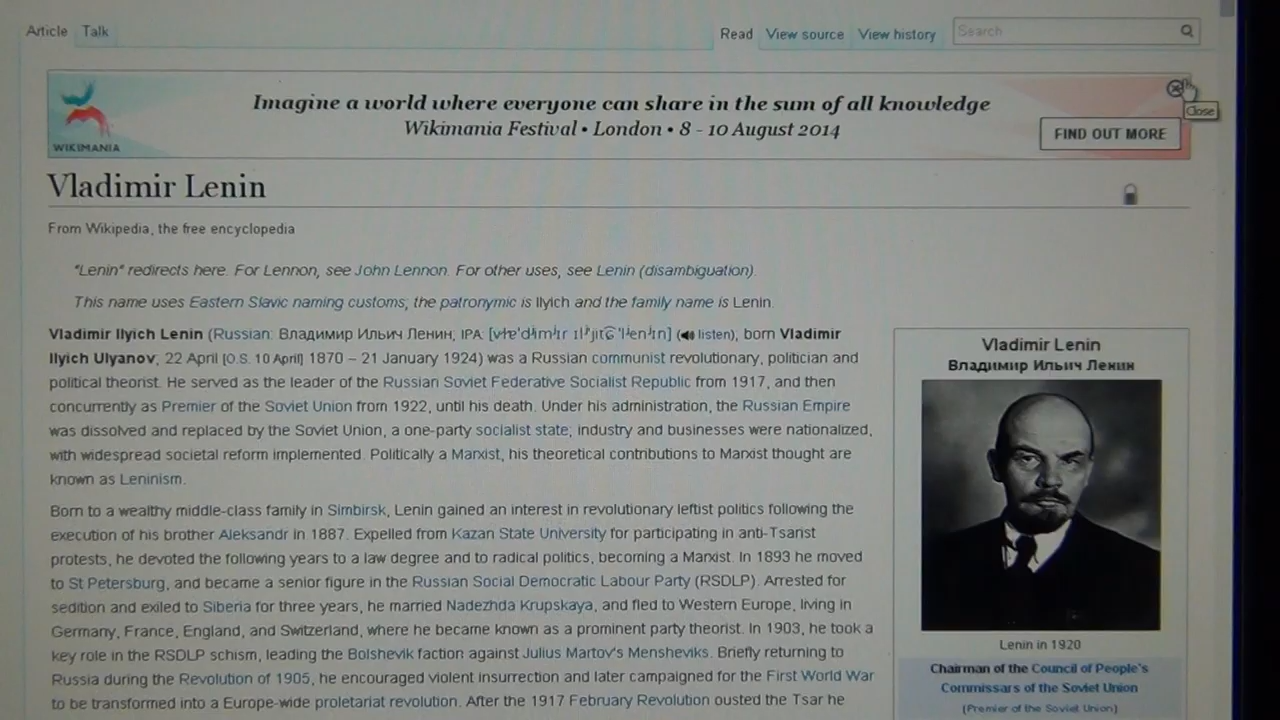 Article Talk
Read View source View history Search
Imagine a world where everyone can share in the sum of all knowledge
Wikimania Festival • London • 8 - 10 August 2014
WIKIMANIA
Close
FIND OUT MORE
Vladimir Lenin
From Wikipedia, the free encyclopedia
"Lenin" redirects here. For Lennon, see John Lennon. For other uses, see Lenin (disambiguation).
This name uses Eastern Slavic naming customs; the patronymic is Ilyich and the family name is Lenin.
Vladimir Ilyich Lenin (Russian: Владимир Ильич Ленин; IPA: (listen), born Vladimir
Ilyich Ulyanov; 22 April [O.S. 10 April] 1870 – 21 January 1924) was a Russian communist revolutionary, politician and
political theorist. He served as the leader of the Russian Soviet Federative Socialist Republic from 1917, and then
concurrently as Premier of the Soviet Union from 1922, until his death. Under his administration, the Russian Empire
was dissolved and replaced by the Soviet Union, a one-party socialist state; industry and businesses were nationalized,
with widespread societal reform implemented. Politically a Marxist, his theoretical contributions to Marxist thought are
known as Leninism.
Born to a wealthy middle-class family in Simbirsk, Lenin gained an interest in revolutionary leftist politics following the
execution of his brother Aleksandr in 1887. Expelled from Kazan State University for participating in anti-Tsarist
protests, he devoted the following years to a law degree and to radical politics, becoming a Marxist. In 1893 he moved
to St Petersburg, and became a senior figure in the Russian Social Democratic Labour Party (RSDLP). Arrested for
sedition and exiled to Siberia for three years, he married Nadezhda Krupskaya, and fled to Western Europe, living in
Germany, France, England, and Switzerland, where he became known as a prominent party theorist. In 1903, he took a
key role in the RSDLP schism, leading the Bolshevik faction against Julius Martov's Mensheviks. Briefly returning to
Russia during the Revolution of 1905, he encouraged violent insurrection and later campaigned for the First World War
to be transformed into a Europe-wide proletariat revolution. After the 1917 February Revolution ousted the Tsar he
Vladimir Lenin
Владимир Ильич Ленин
Lenin in 1920
Chairman of the Council of People's
Commissars of the Soviet Union
(Premier of the Soviet Union)